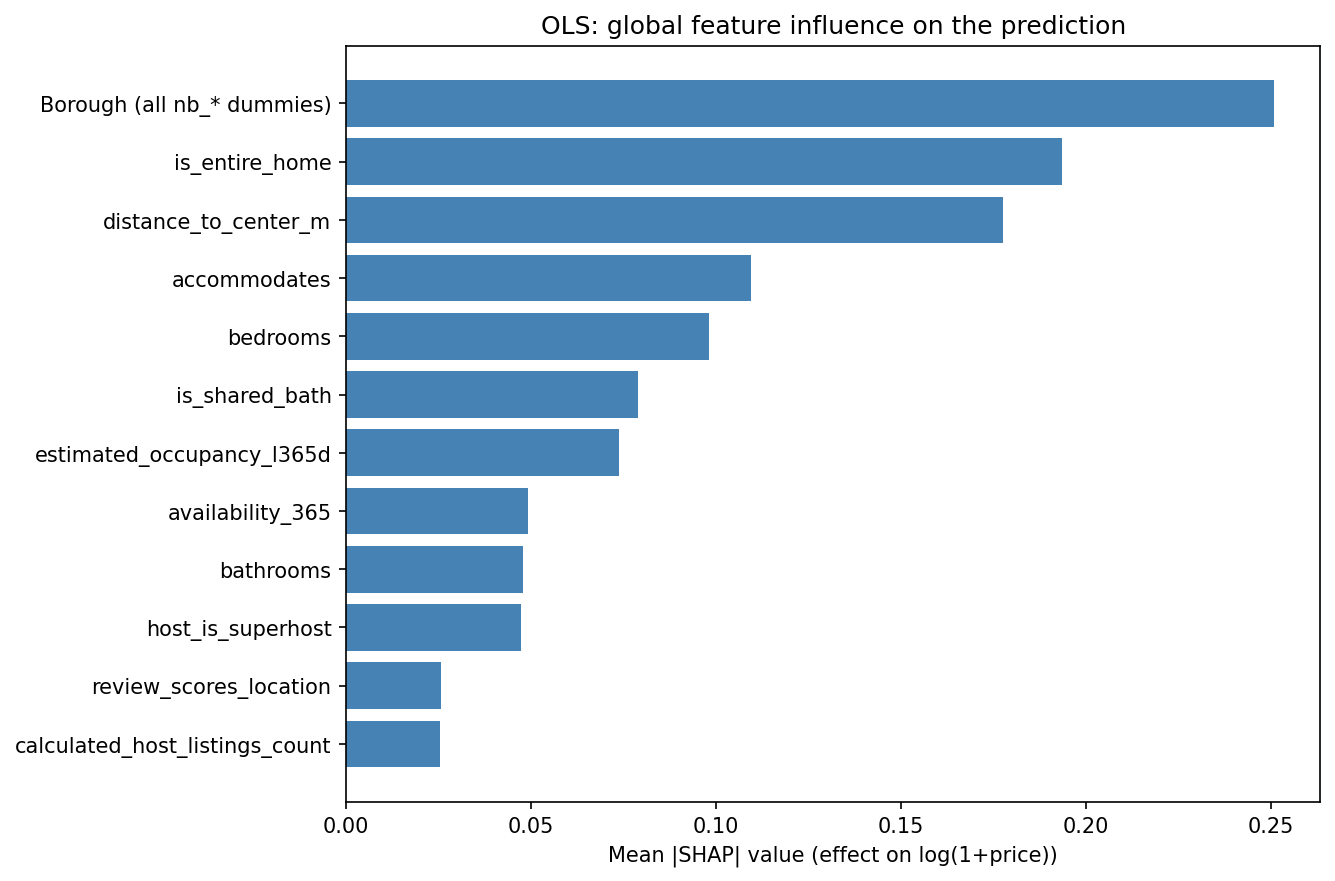 OLS: global feature influence on the prediction
Borough (all nb_* dummies)
is_entire_home
distance_to_center_m
accommodates
bedrooms
is_shared_bath
estimated_occupancy_l365d
availability_365
bathrooms
host_is_superhost
review_scores_location
calculated_host_listings_count
0.00 0.05 0.10 0.15 0.20 0.25
Mean |SHAP| value (effect on log(1+price))